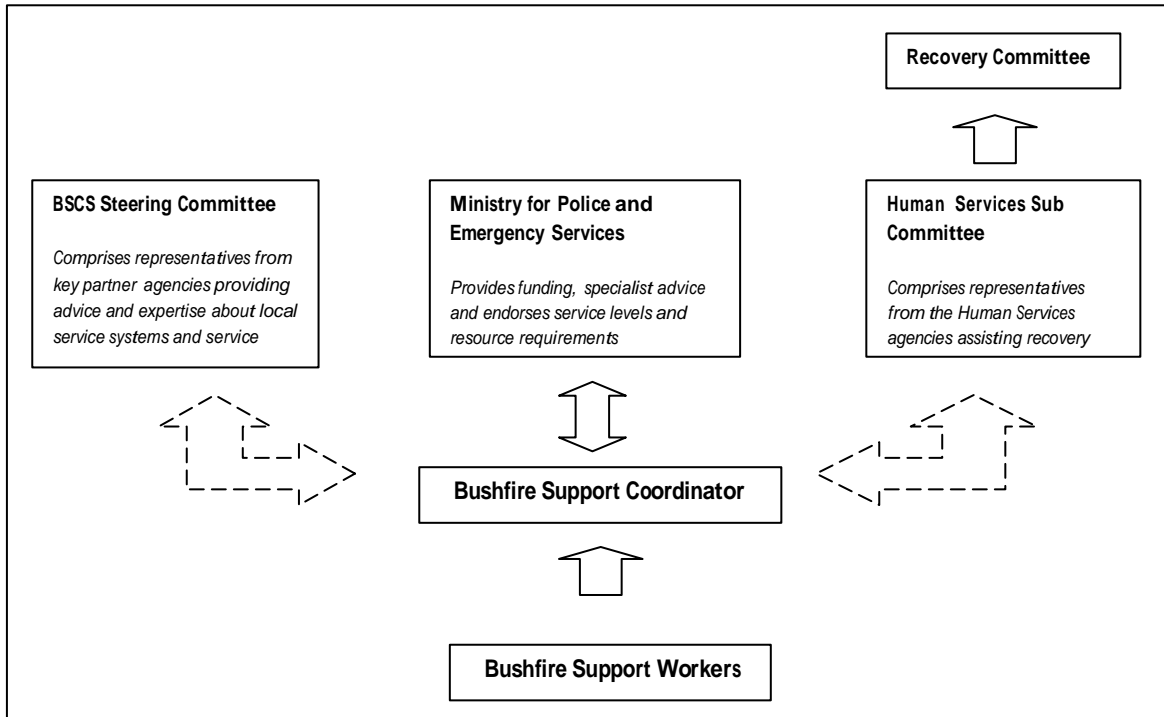 Recovery Committee
BSCS Steering Committee
Comprises representatives from
key partner agencies providing
advice and expertise about local
service systems and service
Ministry for Police and
Emergency Services
Provides funding, specialist advice
and endorses service levels and
resource requirements
Human Services Sub
Committee
Comprises representatives
from the Human Services
agencies assisting recovery
Bushfire Support Coordinator
Bushfire Support Workers